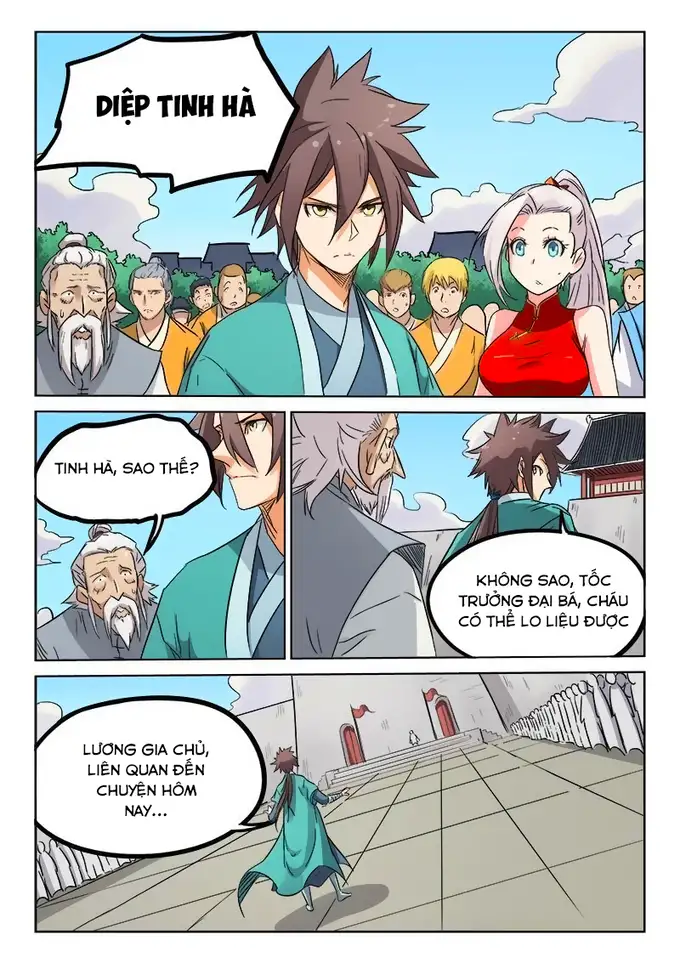 DIỆP TINH HÀ
TINH HÀ, SAO THẾ?
KHÔNG SAO, TỐC
TRƯỞNG ĐẠI BÁ, CHÁU
CÓ THỂ LO LIỆU ĐƯỢC
LƯƠNG GIA CHỦ,
LIÊN QUAN ĐẾN
CHUYỆN HÔM
NAY...